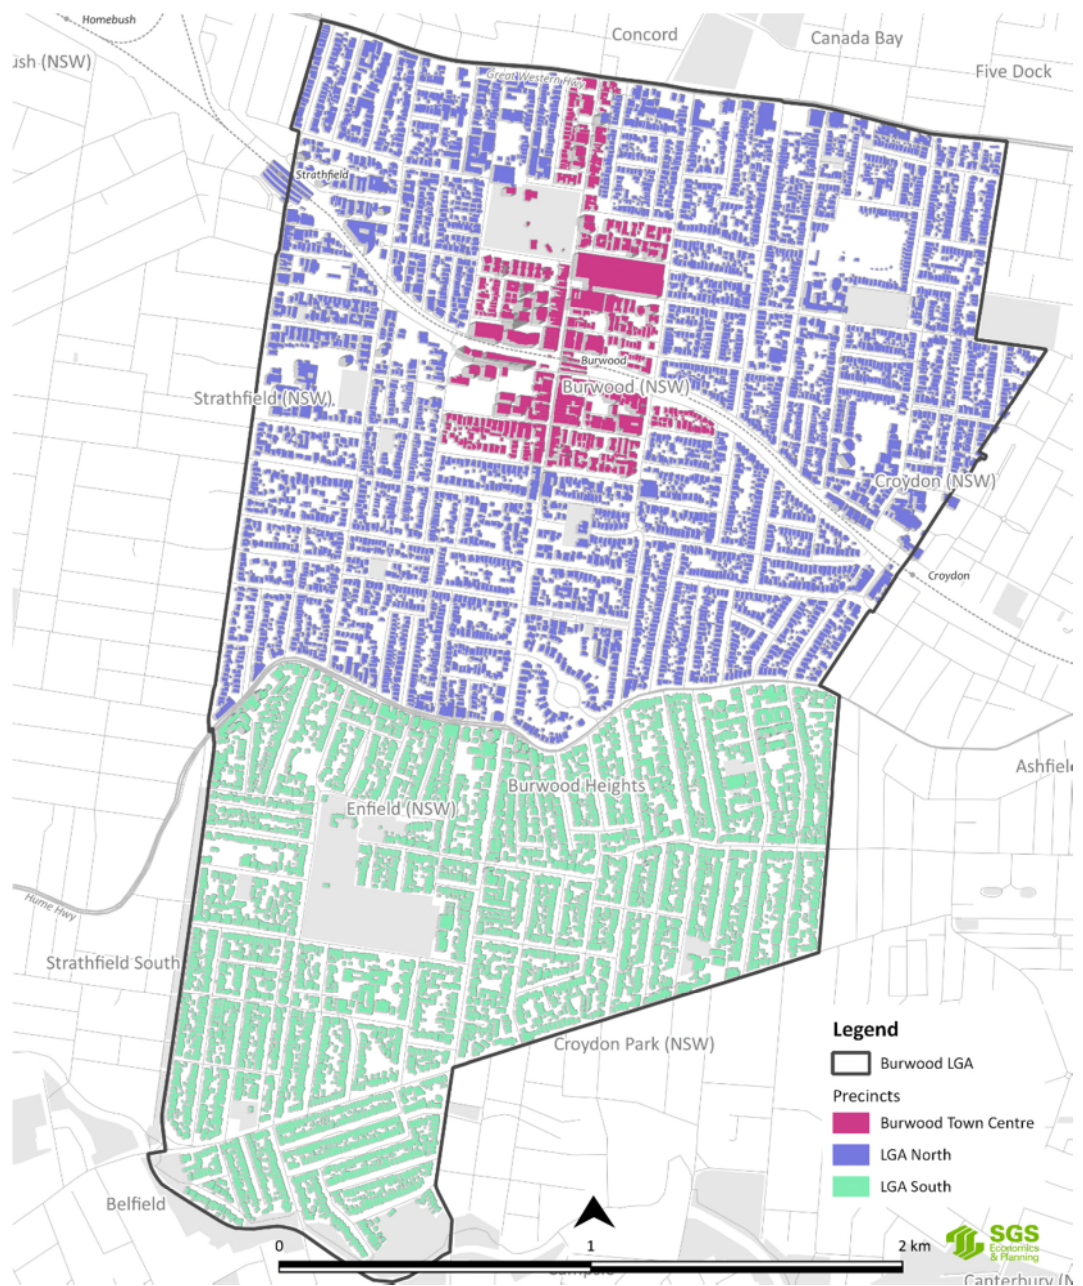 Homebush
Concord
Canada Bay
ush (NSW)
Five Dock
Great Western Hwy
Strathfield
Burwood
Burwood (NSW)
Strathfield (NSW)
Croydon (NSW)
Croydon
Ashfield
Burwood Heights
Enfield (NSW)
Hume Hwy
Strathfield South
Croydon Park (NSW)
Legend
Burwood LGA
Precincts
Burwood Town Centre
LGA North
LGA South
Belfield
0 1 2 km
SGS
Economics
& Planning
Canterbury (N